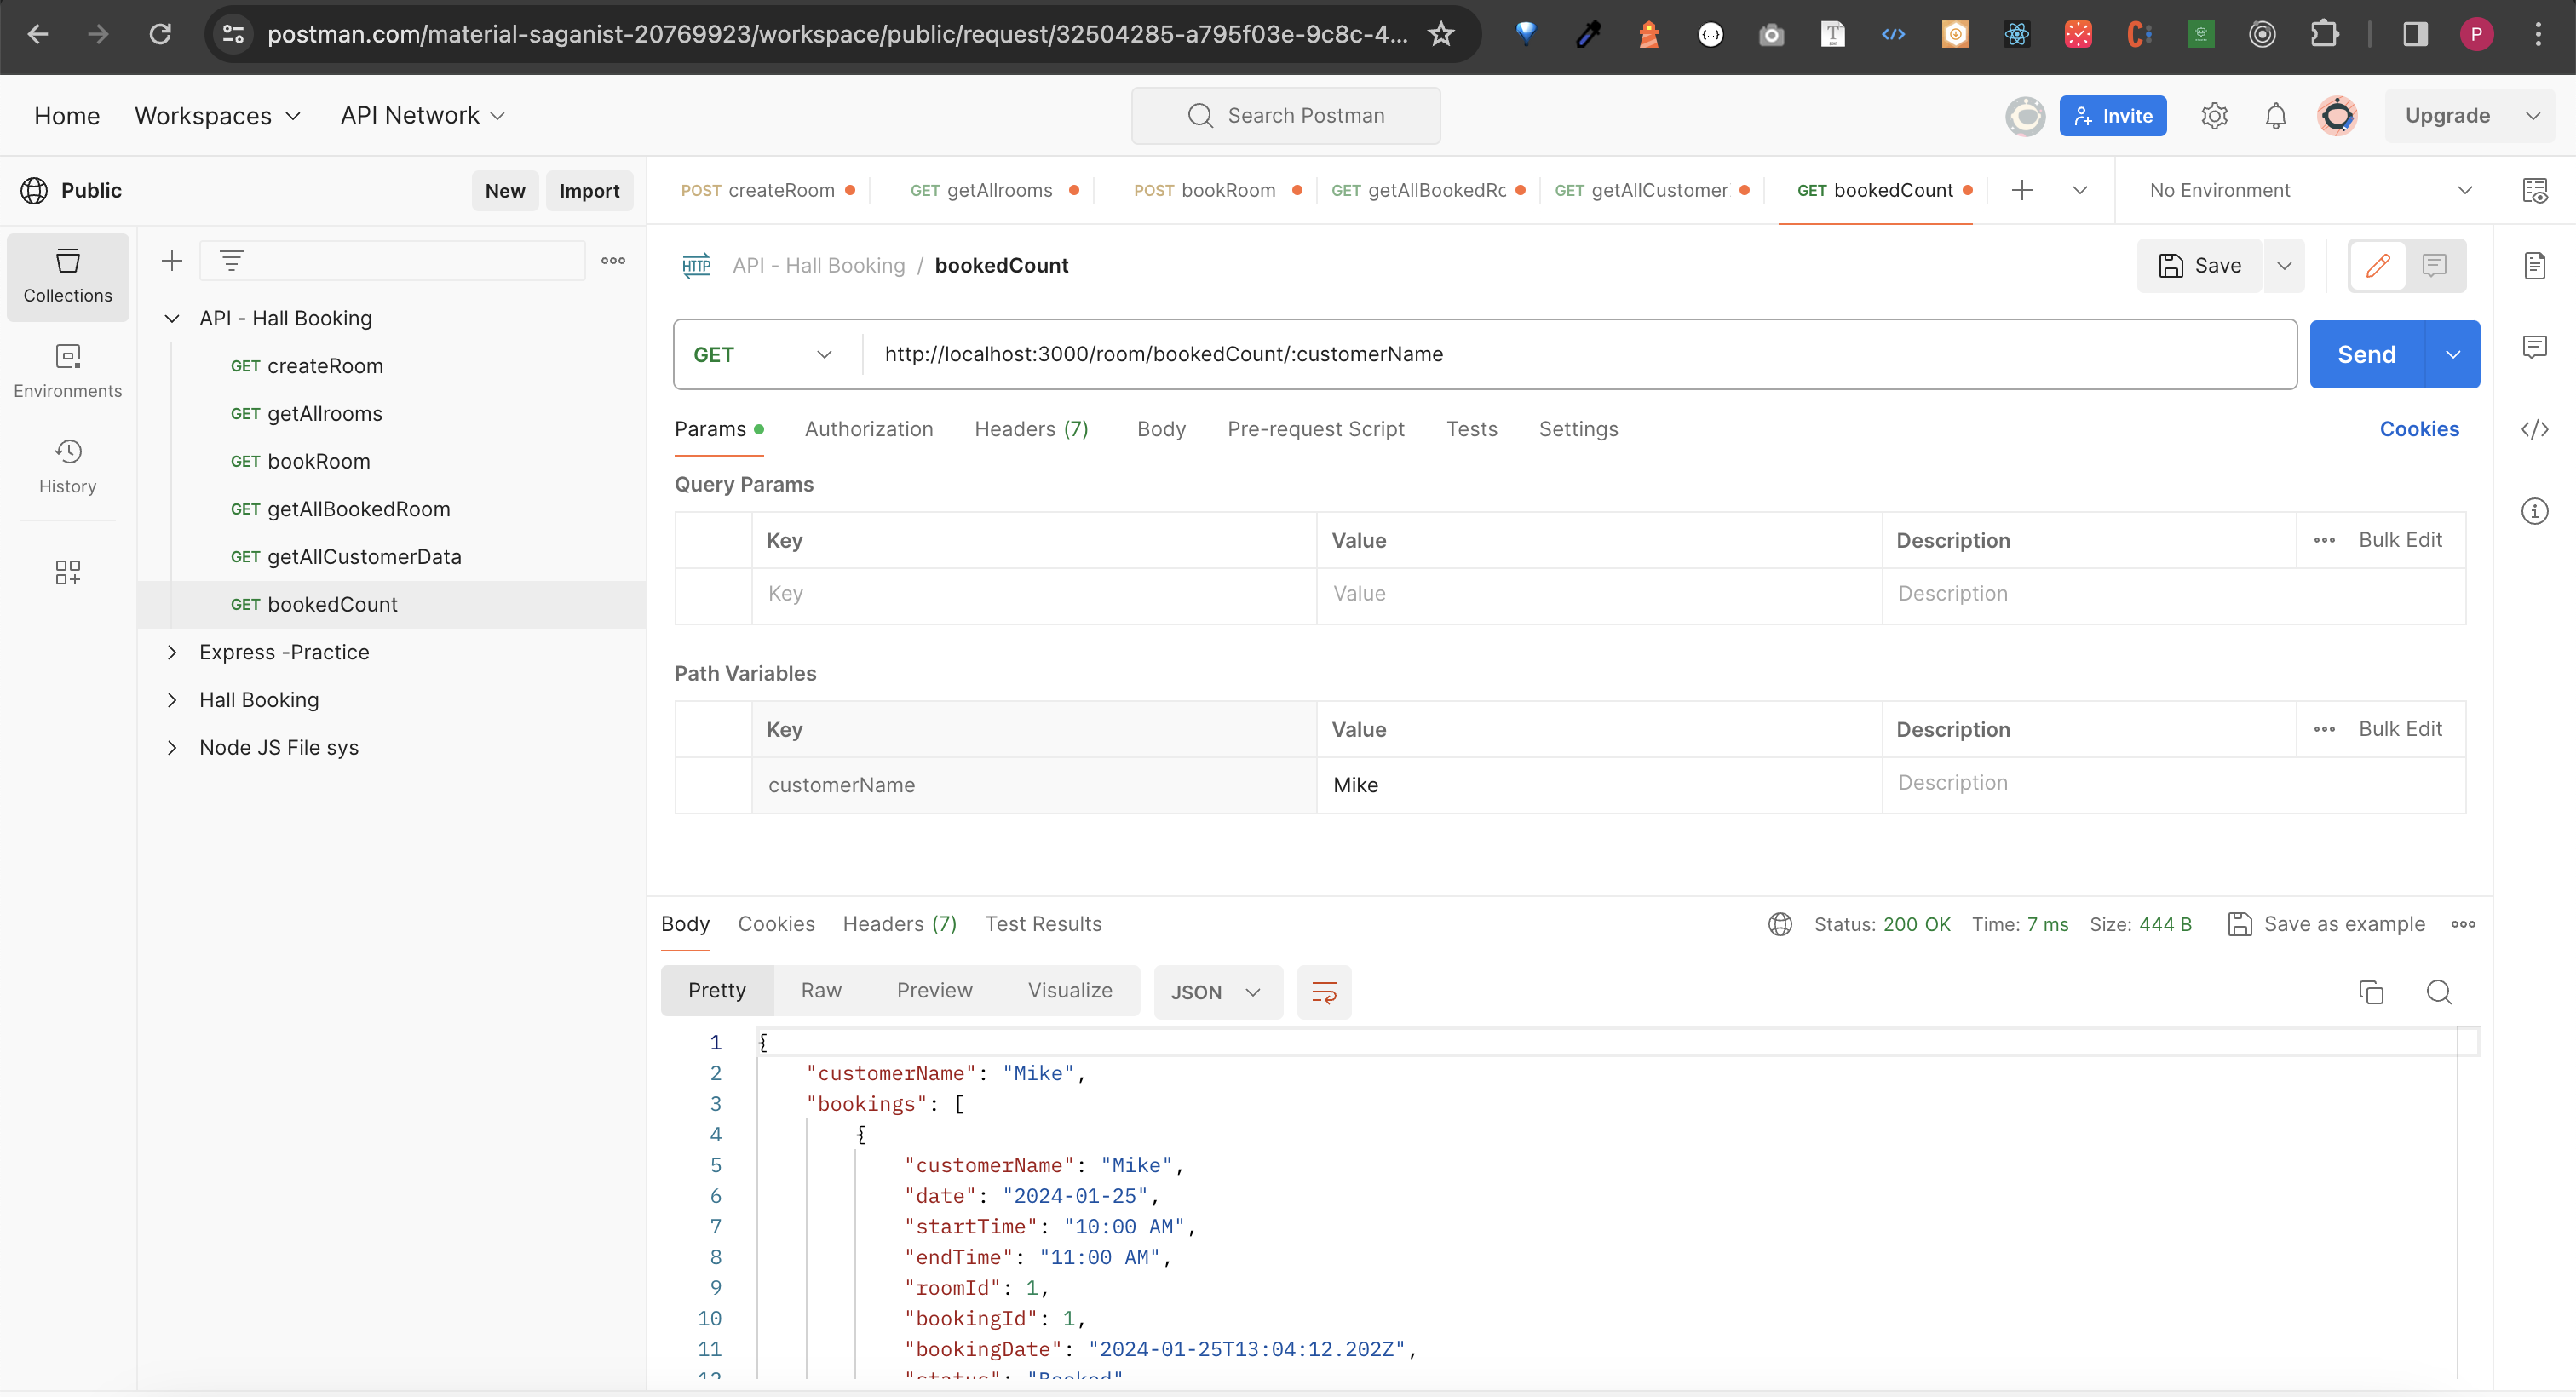 postman.com/material-saganist-20769923/workspace/public/request/32504285-a795f03e-9c8c-4...
P
Home Workspaces API Network Search Postman Invite Upgrade
Public New Import
POST createRoom GET getAllrooms POST bookRoom GET getAllBookedRc GET getAllCustomer GET bookedCount No Environment
Collections
Environments
History
API - Hall Booking
GET createRoom
GET getAllrooms
GET bookRoom
GET getAllBookedRoom
GET getAllCustomerData
GET bookedCount
Express -Practice
Hall Booking
Node JS File sys
HTTP API - Hall Booking / bookedCount Save
GET http://localhost:3000/room/bookedCount/:customerName Send
Params Authorization Headers (7) Body Pre-request Script Tests Settings Cookies
Query Params
Key Value Description Bulk Edit
Key Value Description
Path Variables
Key Value Description Bulk Edit
customerName Mike Description
Body Cookies Headers (7) Test Results Status: 200 OK Time: 7 ms Size: 444 B Save as example
Pretty Raw Preview Visualize JSON
1 {
2 "customerName": "Mike",
3 "bookings": [
4 {
5 "customerName": "Mike",
6 "date": "2024-01-25",
7 "startTime": "10:00 AM",
8 "endTime": "11:00 AM",
9 "roomId": 1,
10 "bookingId": 1,
11 "bookingDate": "2024-01-25T13:04:12.202Z",
12 "status": "Booked"